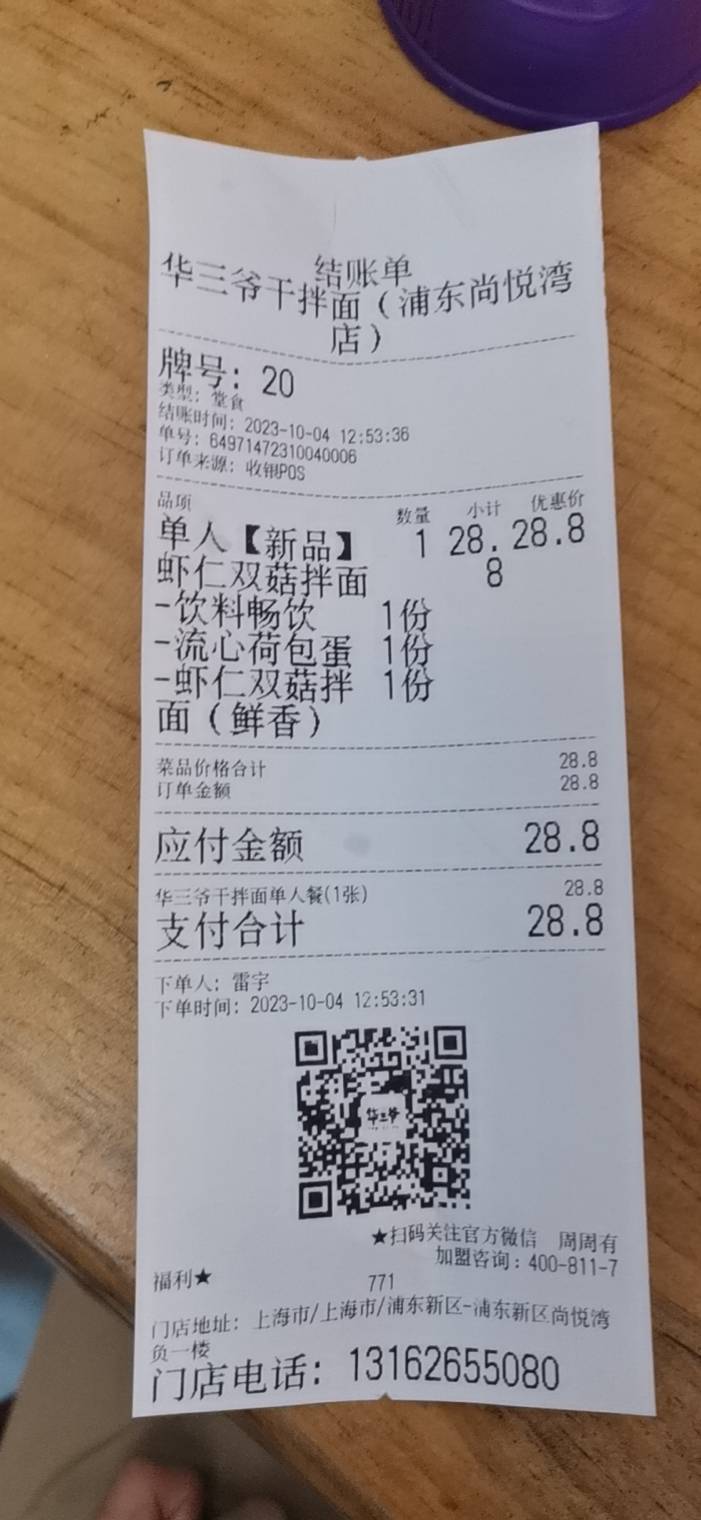 结账单
华三爷干拌面（浦东尚悦湾
店）
牌号：20
类型：堂食
结账时间：2023-10-04 12:53:36
单号：64971472310040006
订单来源：收银POS
品项 数量 小计 优惠价
单人【新品】 1 28. 28.8
虾仁双菇拌面 8
-饮料畅饮 1份
-流心荷包蛋 1份
-虾仁双菇拌 1份
面（鲜香）
菜品价格合计 28.8
订单金额 28.8
应付金额 28.8
华三爷干拌面单人餐(1张) 28.8
支付合计 28.8
下单人：雷宇
下单时间：2023-10-04 12:53:31
华三爷
★扫码关注官方微信 周周有
福利★ 加盟咨询：400-811-7
771
门店地址：上海市/上海市/浦东新区-浦东新区尚悦湾
负一楼
门店电话：13162655080